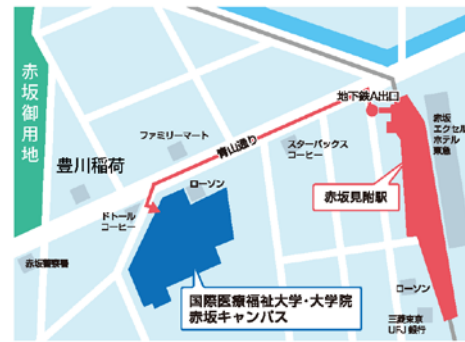 赤坂御用地
地下鉄A出口
赤坂
エクセル
ホテル
東急
ファミリーマート
青山通り
スターバックス
コーヒー
豊川稲荷
ローソン
赤坂見附駅
ドトール
コーヒー
赤坂警察署
国際医療福祉大学・大学院
赤坂キャンパス
ローソン
三菱東京
UFJ 銀行